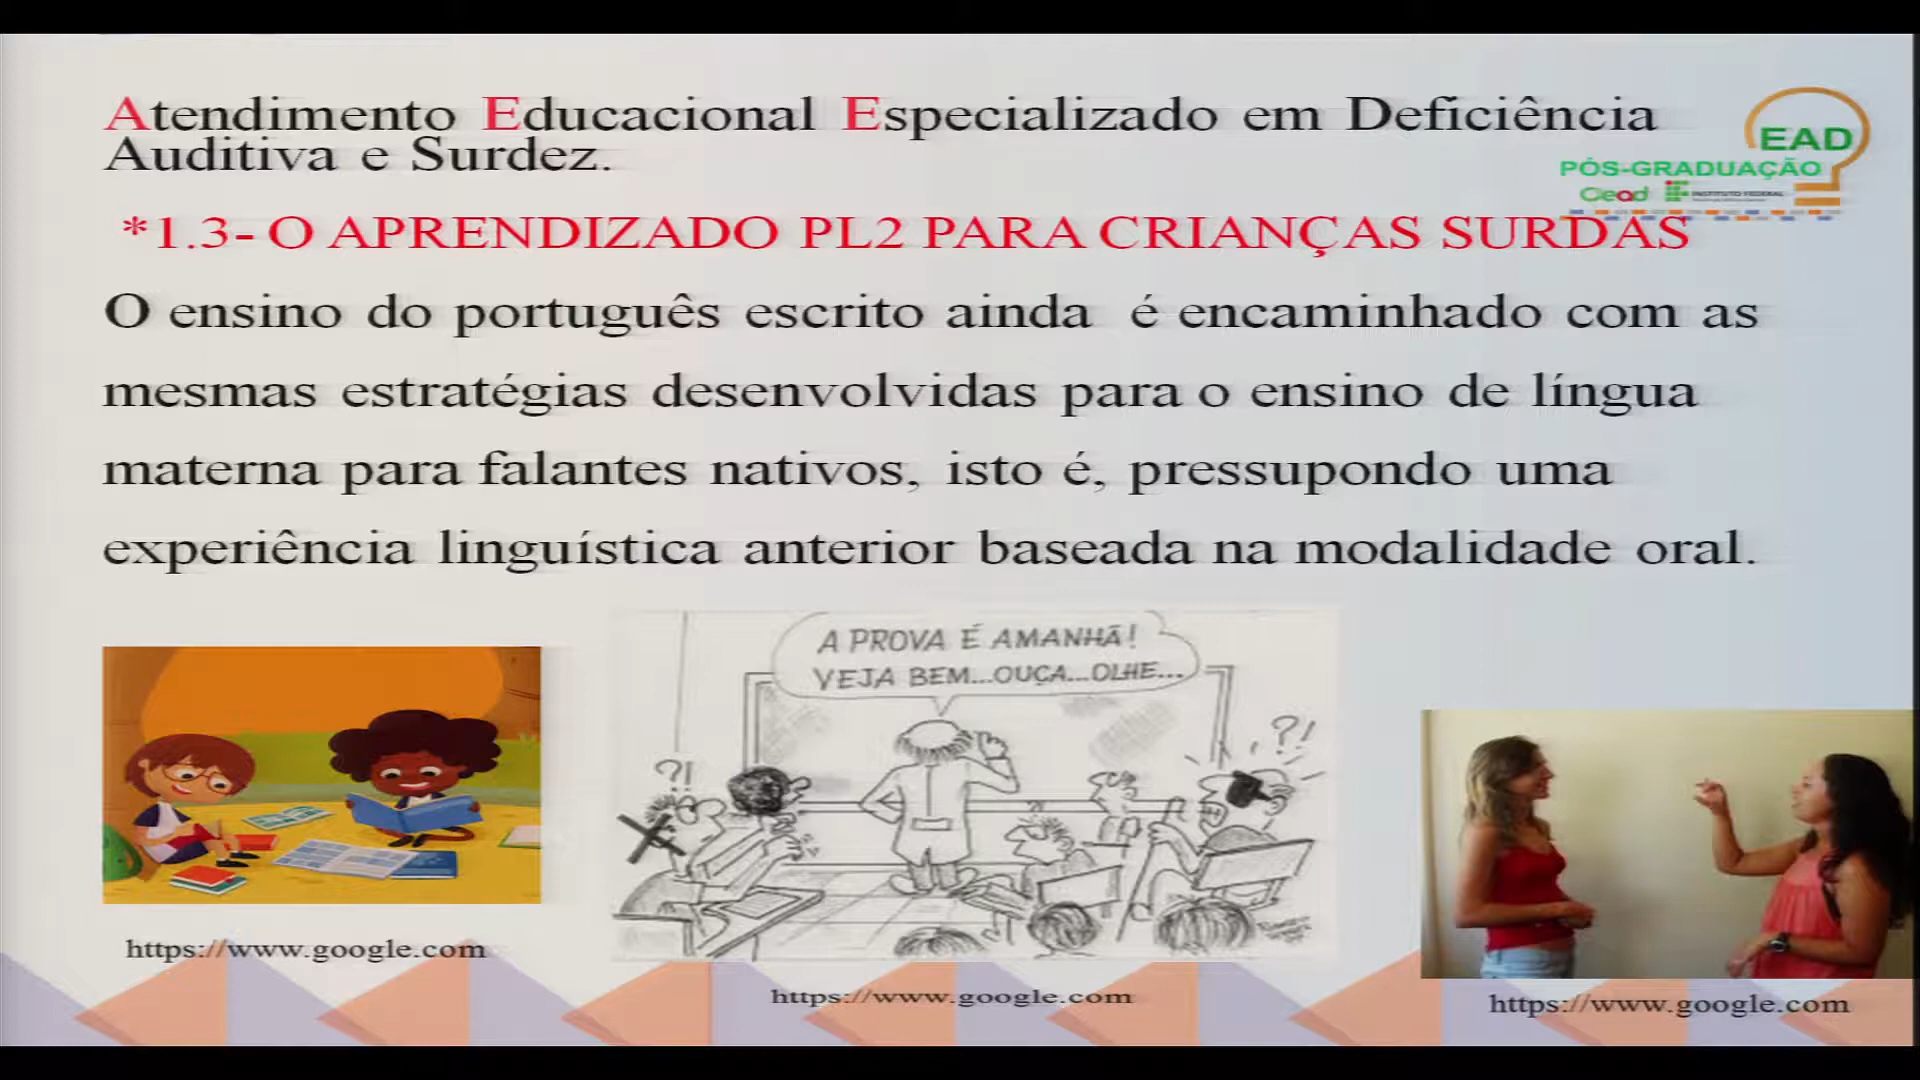 Atendimento Educacional Especializado em Deficiência
Auditiva e Surdez.
EAD
PÓS-GRADUAÇÃO
Cead
INSTITUTO FEDERAL
*1.3- O APRENDIZADO PL2 PARA CRIANÇAS SURDAS
O ensino do português escrito ainda é encaminhado com as
mesmas estratégias desenvolvidas para o ensino de língua
materna para falantes nativos, isto é, pressupondo uma
experiência linguística anterior baseada na modalidade oral.
A PROVA É AMANHÃ!
VEJA BEM...OUÇA...OLHE...
?!
?!
https://www.google.com
https://www.google.com
https://www.google.com